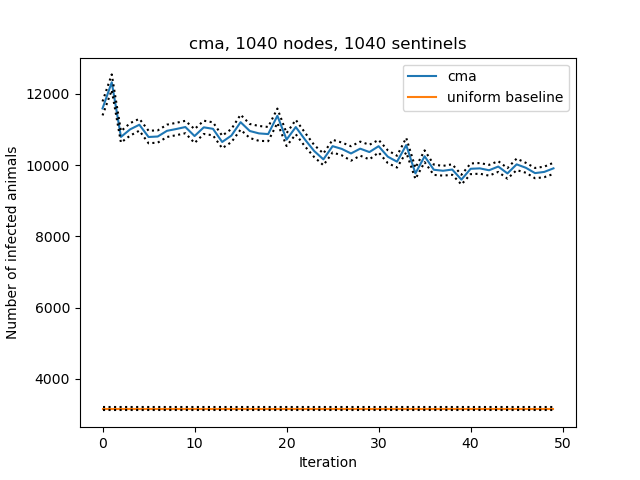 cma, 1040 nodes, 1040 sentinels
cma
uniform baseline
Number of infected animals
12000
10000
8000
6000
4000
0 10 20 30 40 50
Iteration